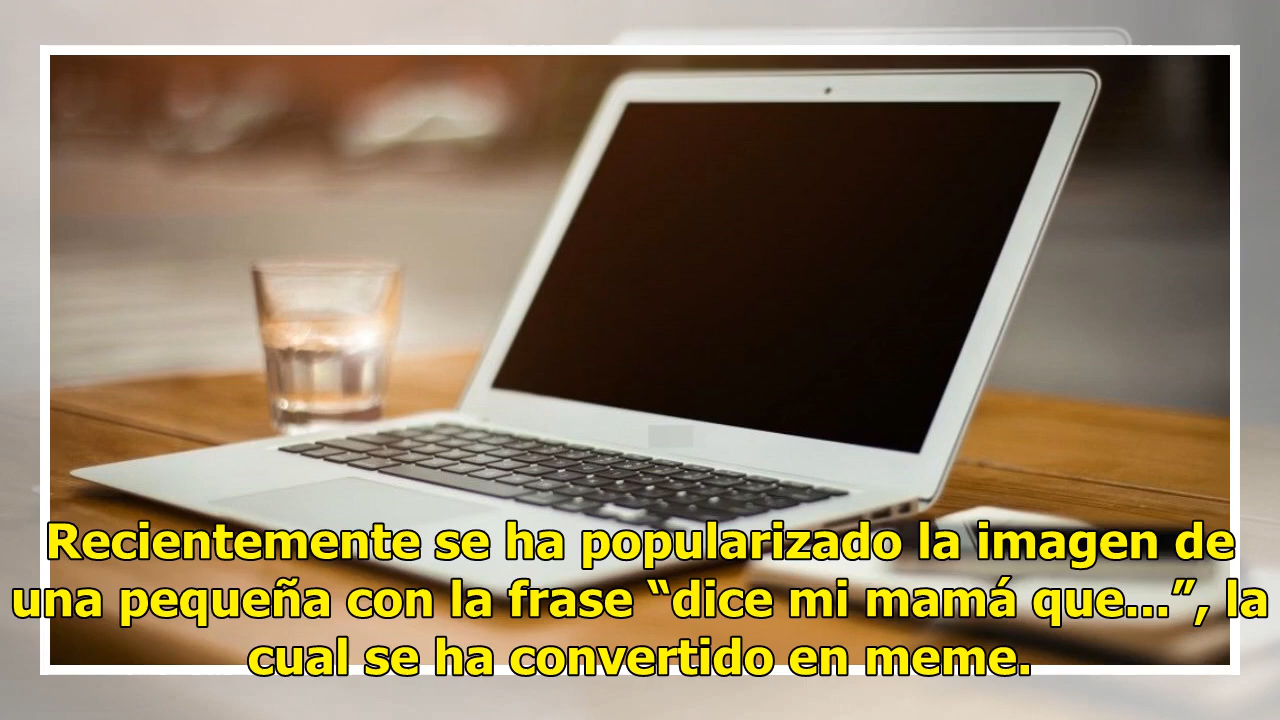 Recientemente se ha popularizado la imagen de
una pequeña con la frase “dice mi mamá que...”, la
cual se ha convertido en meme.